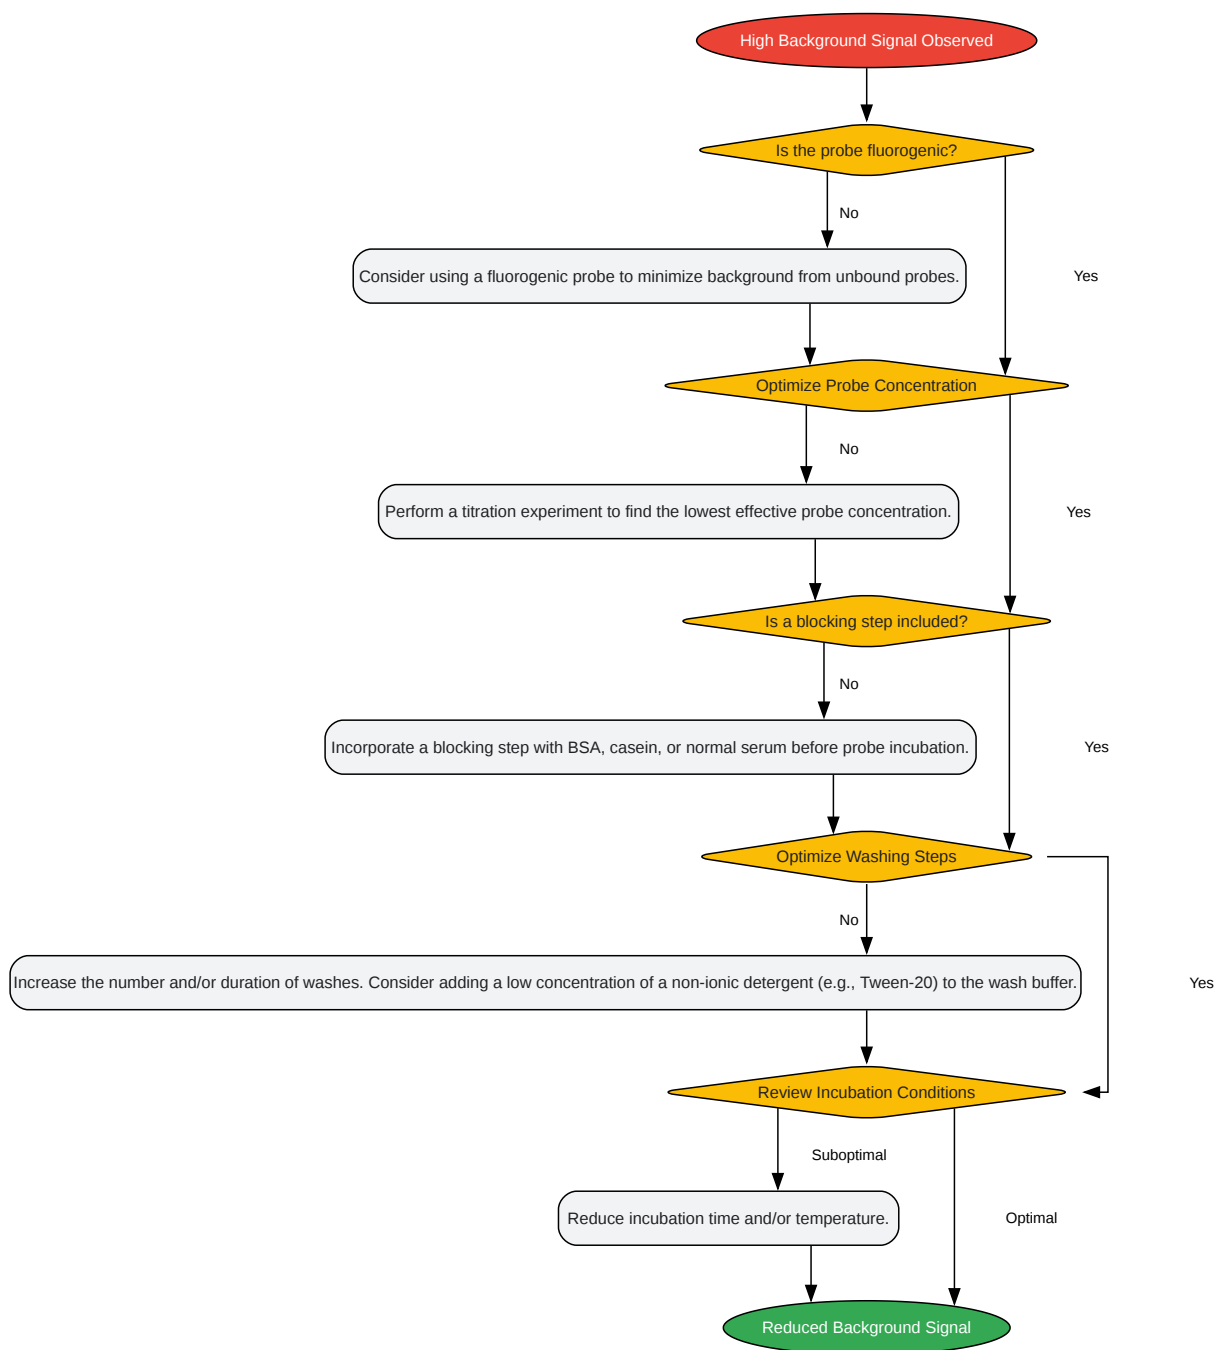 High Background Signal Observed
Is the probe fluorogenic?
No
Consider using a fluorogenic probe to minimize background from unbound probes.
Yes
Optimize Probe Concentration
No
Perform a titration experiment to find the lowest effective probe concentration.
Yes
Is a blocking step included?
No
Incorporate a blocking step with BSA, casein, or normal serum before probe incubation.
Yes
Optimize Washing Steps
No
Increase the number and/or duration of washes. Consider adding a low concentration of a non-ionic detergent (e.g., Tween-20) to the wash buffer.
Yes
Review Incubation Conditions
Suboptimal
Reduce incubation time and/or temperature.
Optimal
Reduced Background Signal